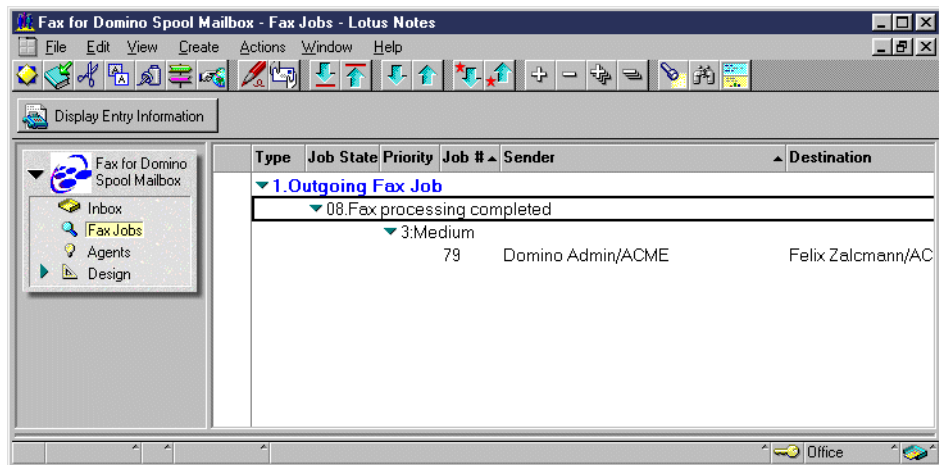 Fax for Domino Spool Mailbox - Fax Jobs - Lotus Notes
File Edit View Create Actions Window Help
Display Entry Information
Fax for Domino
Spool Mailbox
Inbox
Fax Jobs
Agents
Design
Type Job State Priority Job # Sender Destination
1.Outgoing Fax Job
08.Fax processing completed
3:Medium
79 Domino Admin/ACME Felix Zalcmann/AC
Office